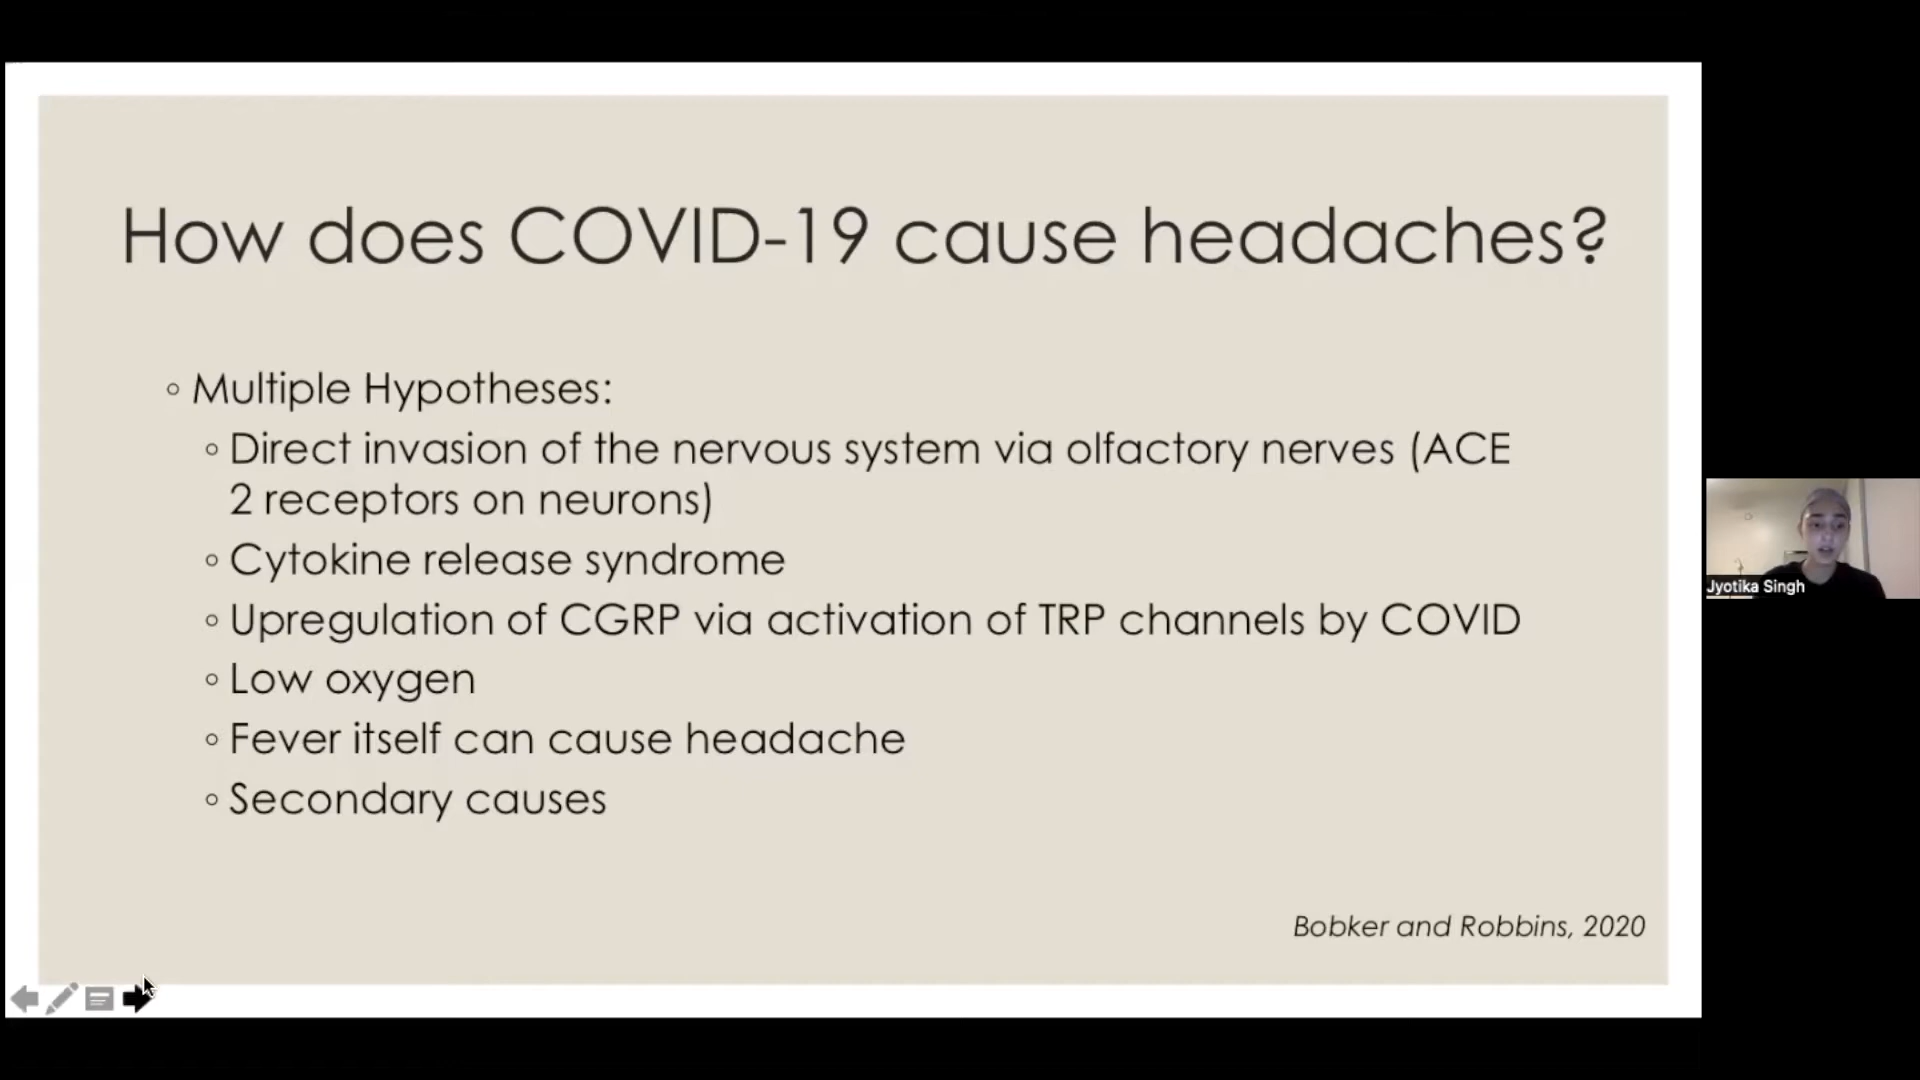 How does COVID-19 cause headaches?
◦ Multiple Hypotheses:
◦ Direct invasion of the nervous system via olfactory nerves (ACE
2 receptors on neurons)
◦ Cytokine release syndrome
◦ Upregulation of CGRP via activation of TRP channels by COVID
◦ Low oxygen
◦ Fever itself can cause headache
◦ Secondary causes
Bobker and Robbins, 2020
Jyotika Singh